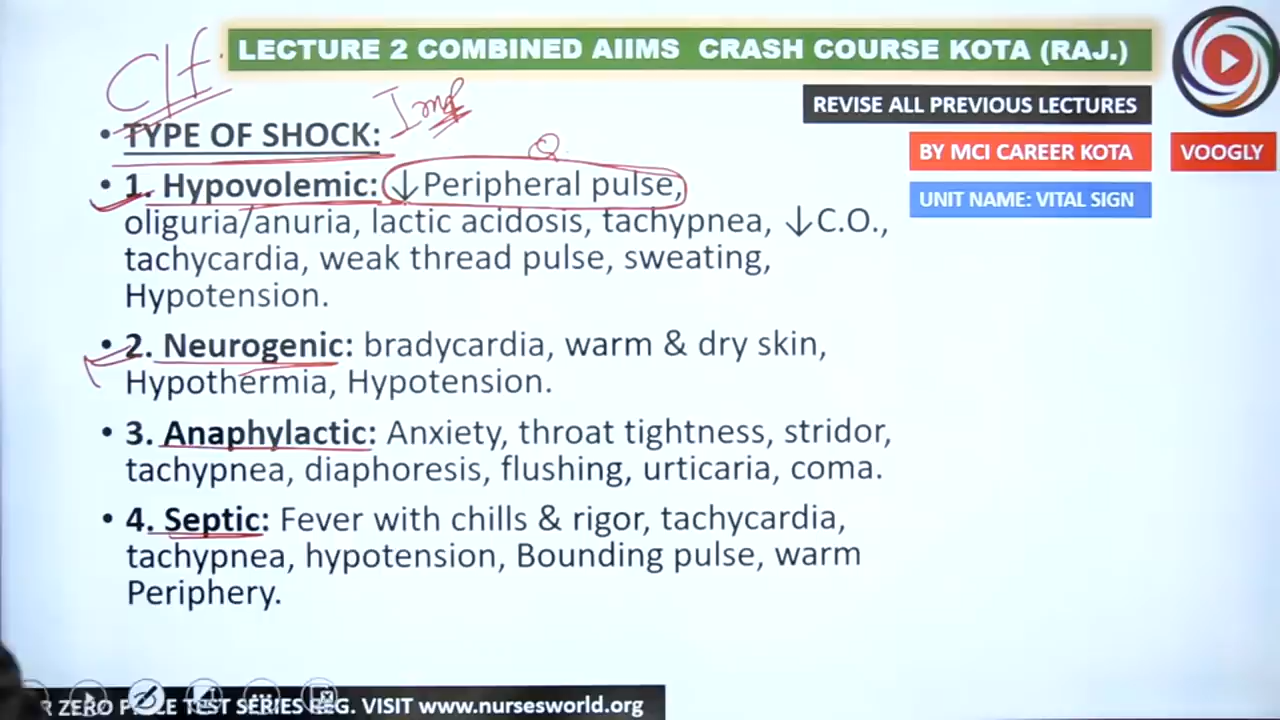 LECTURE 2 COMBINED AIIMS CRASH COURSE KOTA (RAJ.)
C/f.
Imp
REVISE ALL PREVIOUS LECTURES
• TYPE OF SHOCK:
BY MCI CAREER KOTA
VOOGLY
Q
• 1. Hypovolemic: ↓Peripheral pulse,
UNIT NAME: VITAL SIGN
oliguria/anuria, lactic acidosis, tachypnea, ↓C.O.,
tachycardia, weak thread pulse, sweating,
Hypotension.
• 2. Neurogenic: bradycardia, warm & dry skin,
Hypothermia, Hypotension.
• 3. Anaphylactic: Anxiety, throat tightness, stridor,
tachypnea, diaphoresis, flushing, urticaria, coma.
• 4. Septic: Fever with chills & rigor, tachycardia,
tachypnea, hypotension, Bounding pulse, warm
Periphery.
ZERO TEST SERIES REG. VISIT www.nursesworld.org